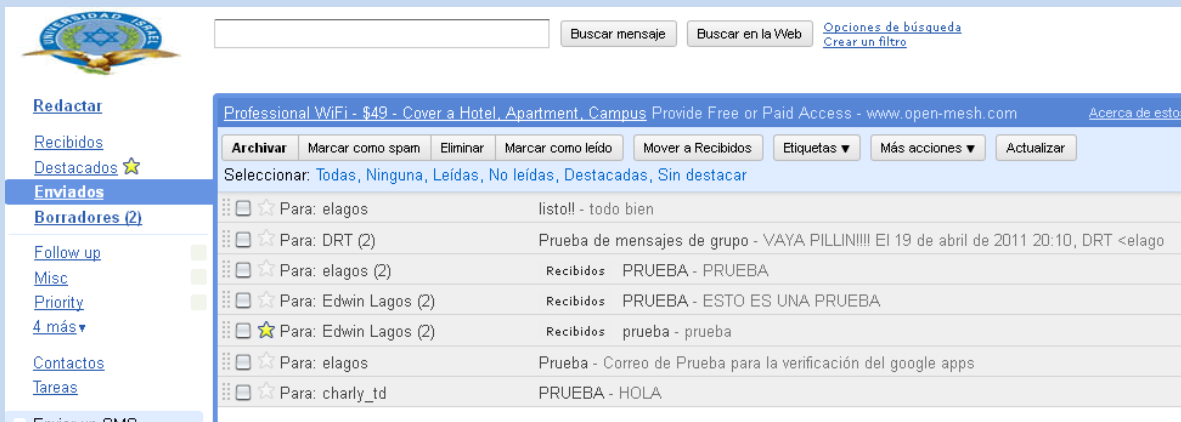 UNIVERSIDAD ISRAEL
Buscar mensaje
Buscar en la Web
Opciones de búsqueda
Crear un filtro
Redactar
Recibidos
Destacados
Enviados
Borradores (2)
Follow up
Misc
Priority
4 más▾
Contactos
Tareas
Professional WiFi - $49 - Cover a Hotel, Apartment, Campus Provide Free or Paid Access - www.open-mesh.com Acerca de estos
Archivar Marcar como spam Eliminar Marcar como leído Mover a Recibidos Etiquetas ▼ Más acciones ▼ Actualizar
Seleccionar: Todas, Ninguna, Leídas, No leídas, Destacadas, Sin destacar
Para: elagos listo!! - todo bien
Para: DRT (2) Prueba de mensajes de grupo - VAYA PILLIN!!!! El 19 de abril de 2011 20:10, DRT <elago
Para: elagos (2) Recibidos PRUEBA - PRUEBA
Para: Edwin Lagos (2) Recibidos PRUEBA - ESTO ES UNA PRUEBA
Para: Edwin Lagos (2) Recibidos prueba - prueba
Para: elagos Prueba - Correo de Prueba para la verificación del google apps
Para: charly_td PRUEBA - HOLA